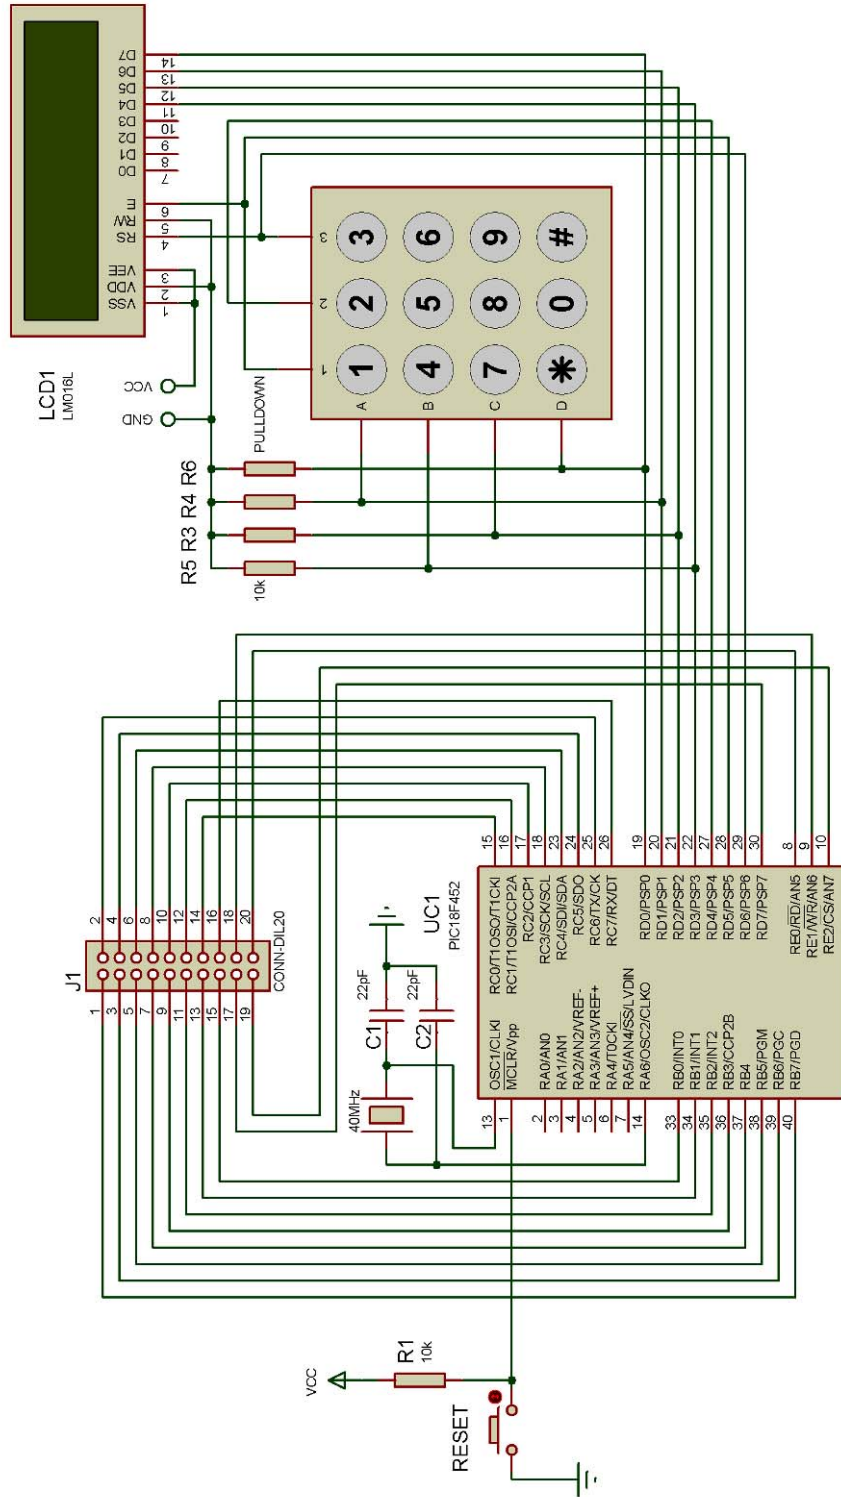 LCD1
LM016L
VSS
VDD
VEE
RS
RW
E
D0
D1
D2
D3
D4
D5
D6
D7
1
2
3
4
5
6
7
8
9
10
11
12
13
14
VCC
GND
R6
PULLDOWN
R4
R3
R5
10k
1
2
3
A
B
C
D
1 2 3
4 5 6
7 8 9
* 0 #
J1
CONN-DIL20
1 2
3 4
5 6
7 8
9 10
11 12
13 14
15 16
17 18
19 20
C1
22pF
C2
22pF
40MHz
UC1
PIC18F452
13 OSC1/CLKI
1 MCLR/Vpp
2 RA0/AN0
3 RA1/AN1
4 RA2/AN2/VREF-
5 RA3/AN3/VREF+
6 RA4/T0CKI
7 RA5/AN4/SS/LVDIN
14 RA6/OSC2/CLKO
33 RB0/INT0
34 RB1/INT1
35 RB2/INT2
36 RB3/CCP2B
37 RB4
38 RB5/PGM
39 RB6/PGC
40 RB7/PGD
RC0/T1OSO/T1CKI 15
RC1/T1OSI/CCP2A 16
RC2/CCP1 17
RC3/SCK/SCL 18
RC4/SDI/SDA 23
RC5/SDO 24
RC6/TX/CK 25
RC7/RX/DT 26
RD0/PSP0 19
RD1/PSP1 20
RD2/PSP2 21
RD3/PSP3 22
RD4/PSP4 27
RD5/PSP5 28
RD6/PSP6 29
RD7/PSP7 30
RE0/RD/AN5 8
RE1/WR/AN6 9
RE2/CS/AN7 10
VCC
R1
10k
RESET